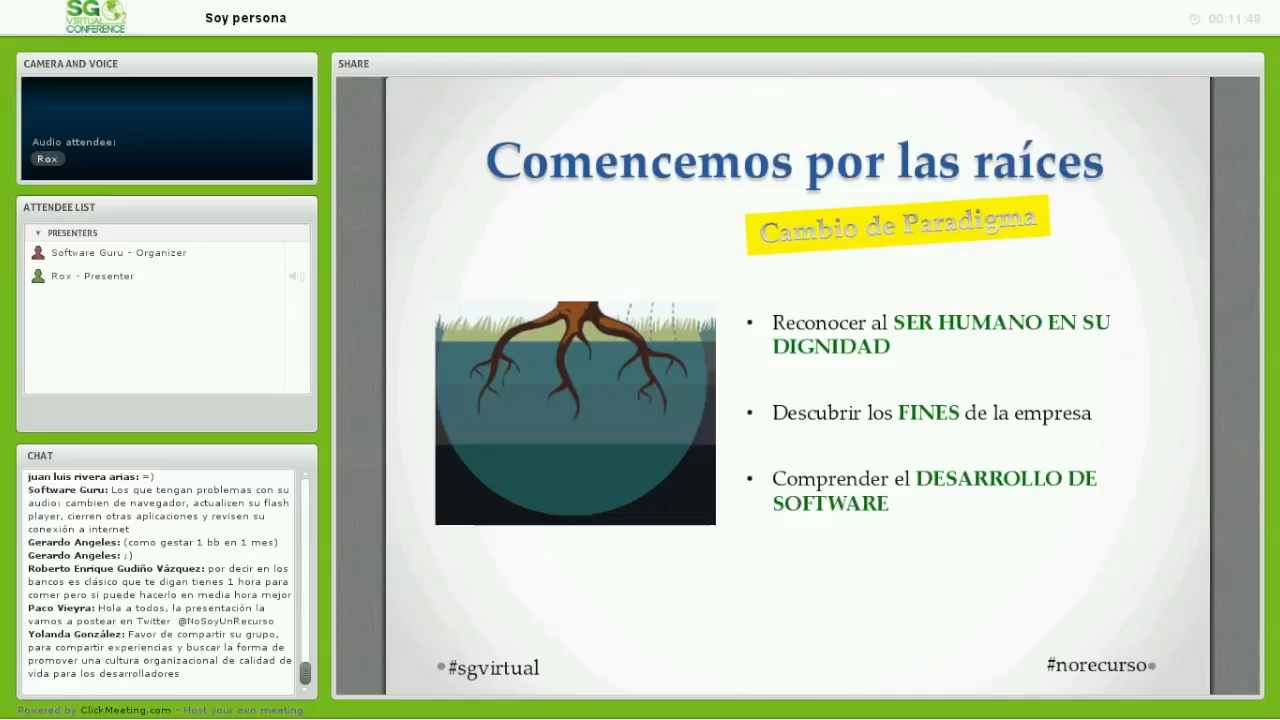 SG
VIRTUAL
CONFERENCE
Soy persona
00:11:48
CAMERA AND VOICE
Audio attendee:
Rox
ATTENDEE LIST
PRESENTERS
Software Guru - Organizer
Rox - Presenter
CHAT
juan luis rivera arias: =)
Software Guru: Los que tengan problemas con su
audio: cambien de navegador, actualicen su flash
player, cierren otras aplicaciones y revisen su
conexión a internet
Gerardo Angeles: (como gestar 1 bb en 1 mes)
Gerardo Angeles: ;)
Roberto Enrique Gudiño Vázquez: por decir en los
bancos es clásico que te digan tienes 1 hora para
comer pero si puede hacerlo en media hora mejor
Paco Vieyra: Hola a todos, la presentación la
vamos a postear en Twitter @NoSoyUnRecurso
Yolanda González: Favor de compartir su grupo,
para compartir experiencias y buscar la forma de
promover una cultura organizacional de calidad de
vida para los desarrolladores
Powered by ClickMeeting.com - Host your own meeting
SHARE
Comencemos por las raíces
Cambio de Paradigma
• Reconocer al SER HUMANO EN SU
DIGNIDAD
• Descubrir los FINES de la empresa
• Comprender el DESARROLLO DE
SOFTWARE
#sgvirtual
#norecurso